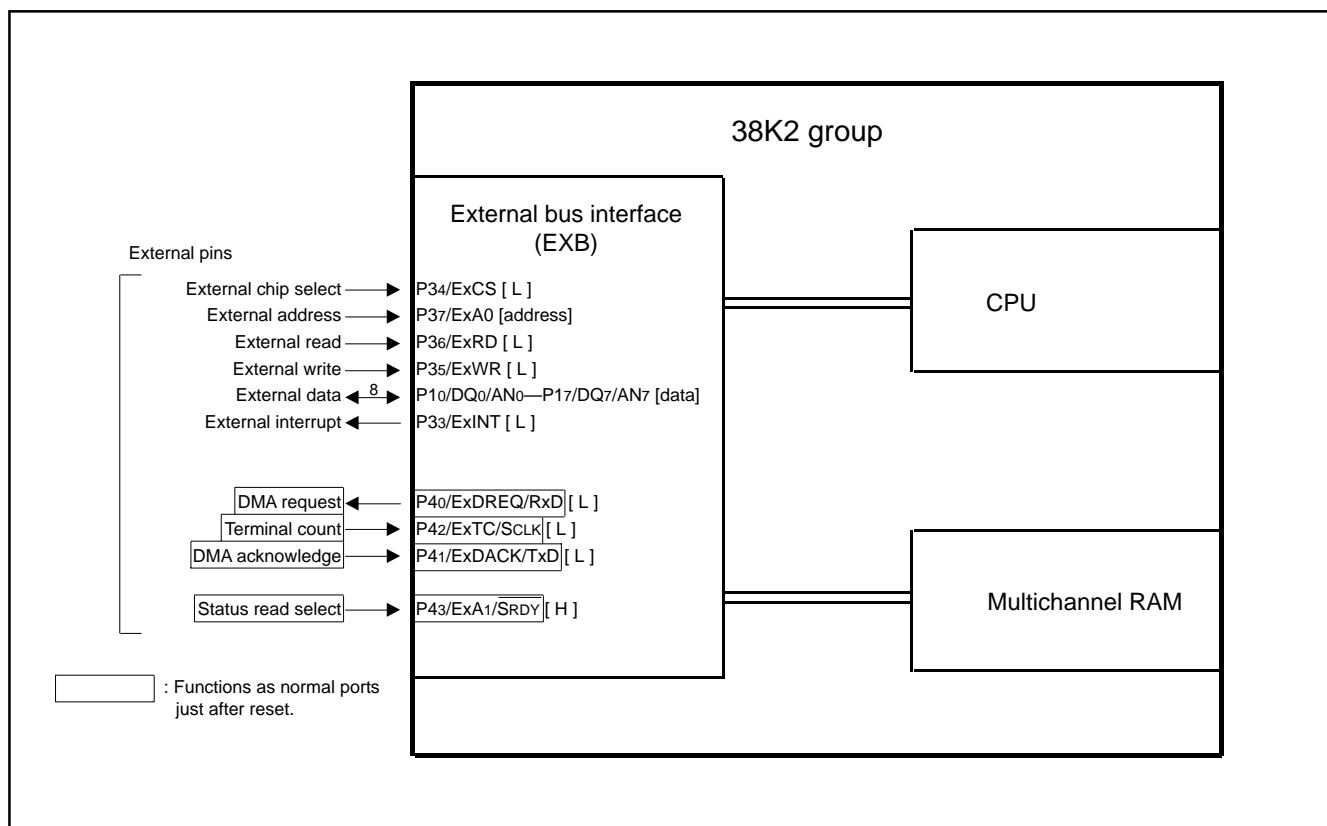 38K2 group
External bus interface
(EXB)
External pins
External chip select P34/ExCS [ L ]
External address P37/ExA0 [address]
External read P36/ExRD [ L ]
External write P35/ExWR [ L ]
External data 8 P10/DQ0/AN0—P17/DQ7/AN7 [data]
External interrupt P33/ExINT [ L ]
CPU
DMA request P40/ExDREQ/RxD [ L ]
Terminal count P42/ExTC/SCLK [ L ]
DMA acknowledge P41/ExDACK/TxD [ L ]
Status read select P43/ExA1/S̅R̅D̅Y̅ [ H ]
Multichannel RAM
: Functions as normal ports
just after reset.